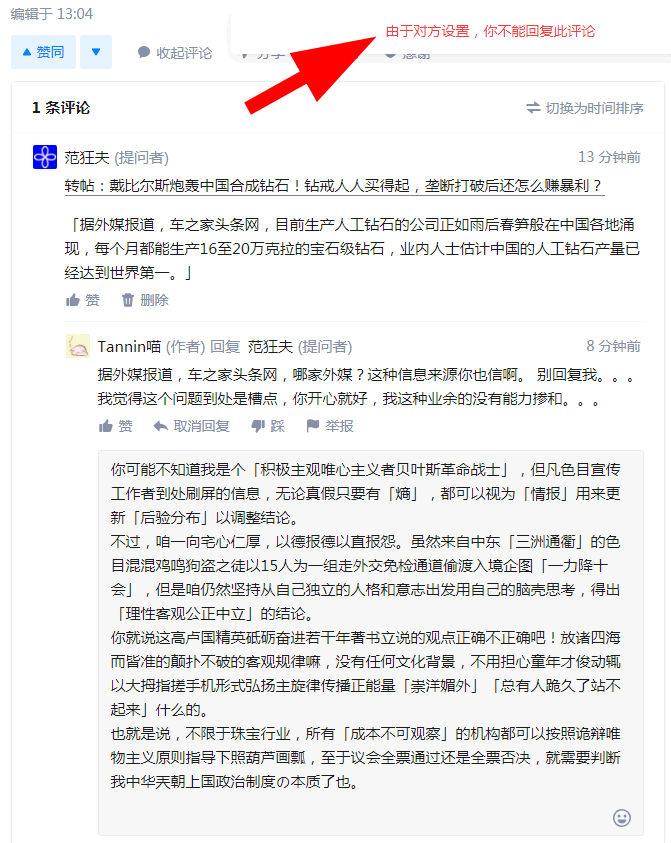 编辑于 13:04
由于对方设置，你不能回复此评论
赞同
收起评论
分享
感谢
1 条评论
切换为时间排序
范狂夫 (提问者)
13 分钟前
转帖：戴比尔斯炮轰中国合成钻石！钻戒人人买得起，垄断打破后还怎么赚暴利？
「据外媒报道，车之家头条网，目前生产人工钻石的公司正如雨后春笋般在中国各地涌
现，每个月都能生产16至20万克拉的宝石级钻石，业内人士估计中国的人工钻石产量已
经达到世界第一。」
赞
删除
Tannin喵 (作者) 回复 范狂夫 (提问者)
8 分钟前
据外媒报道，车之家头条网，哪家外媒？这种信息来源你也信啊。 别回复我。。。
我觉得这个问题到处是槽点，你开心就好，我这种业余的没有能力掺和。。。
赞
取消回复
踩
举报
你可能不知道我是个「积极主观唯心主义者贝叶斯革命战士」，但凡色目宣传
工作者到处刷屏的信息，无论真假只要有「熵」，都可以视为「情报」用来更
新「后验分布」以调整结论。
不过，咱一向宅心仁厚，以德报德以直报怨。虽然来自中东「三洲通衢」的色
目混混鸡鸣狗盗之徒以15人为一组走外交免检通道偷渡入境企图「一力降十
会」，但是咱仍然坚持从自己独立的人格和意志出发用自己的脑壳思考，得出
「理性客观公正中立」的结论。
你就说这高卢国精英砥砺奋进若干年著书立说的观点正确不正确吧！放诸四海
而皆准的颠扑不破的客观规律嘛，没有任何文化背景，不用担心童年才俊动辄
以大拇指搓手机形式弘扬主旋律传播正能量「崇洋媚外」「总有人跪久了站不
起来」什么的。
也就是说，不限于珠宝行业，所有「成本不可观察」的机构都可以按照诡辩唯
物主义原则指导下照葫芦画瓢，至于议会全票通过还是全票否决，就需要判断
我中华天朝上国政治制度の本质了也。